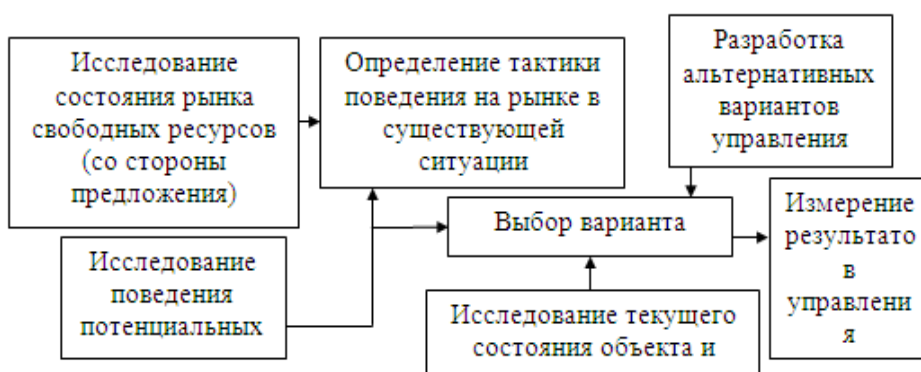 Исследование
состояния рынка
свободных ресурсов
(со стороны
предложения)
Определение тактики
поведения на рынке в
существующей
ситуации
Разработка
альтернативных
вариантов
управления
Выбор варианта
Измерение
результато
в
управлени
я
Исследование
поведения
потенциальных
Исследование текущего
состояния объекта и